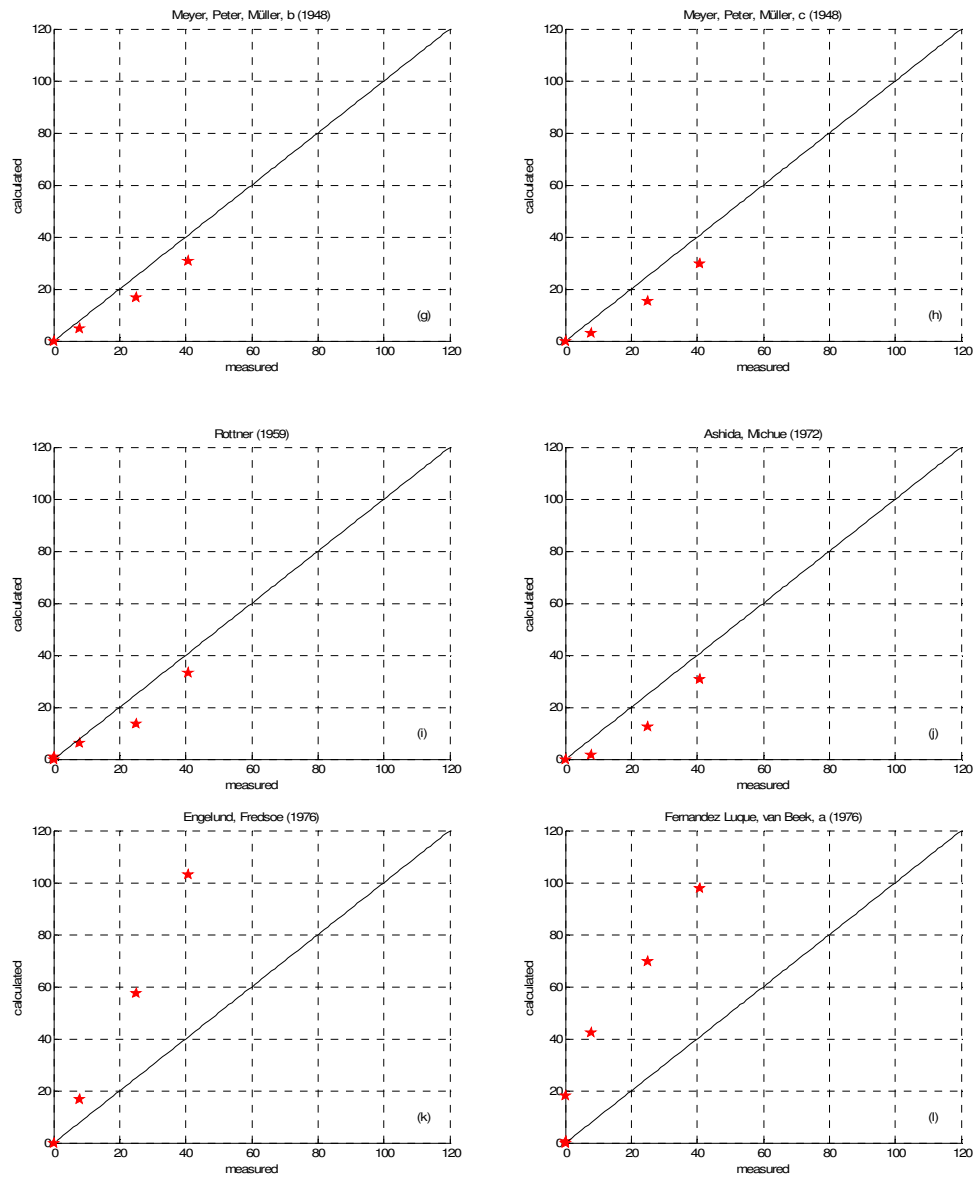 Meyer, Peter, Müller, b (1948)
120
100
80
60
40
20
0
0 20 40 60 80 100 120
calculated
measured
(g)
Meyer, Peter, Müller, c (1948)
120
100
80
60
40
20
0
0 20 40 60 80 100 120
calculated
measured
(h)
Rottner (1959)
120
100
80
60
40
20
0
0 20 40 60 80 100 120
calculated
measured
(i)
Ashida, Michue (1972)
120
100
80
60
40
20
0
0 20 40 60 80 100 120
calculated
measured
(j)
Engelund, Fredsoe (1976)
120
100
80
60
40
20
0
0 20 40 60 80 100 120
calculated
measured
(k)
Fernandez Luque, van Beek, a (1976)
120
100
80
60
40
20
0
0 20 40 60 80 100 120
calculated
measured
(l)